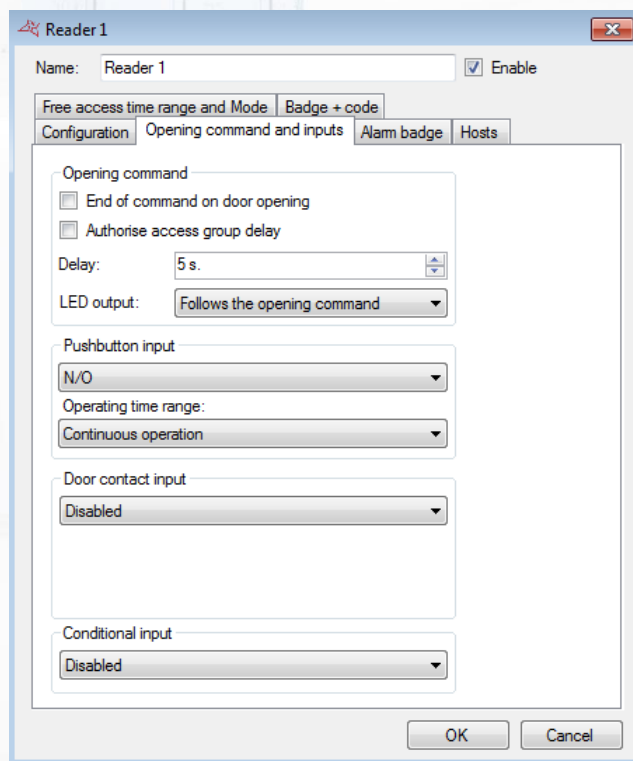 Reader 1
Name: Reader 1 Enable
Free access time range and Mode Badge + code
Configuration Opening command and inputs Alarm badge Hosts
Opening command
End of command on door opening
Authorise access group delay
Delay: 5 s.
LED output: Follows the opening command
Pushbutton input
N/O
Operating time range:
Continuous operation
Door contact input
Disabled
Conditional input
Disabled
OK Cancel